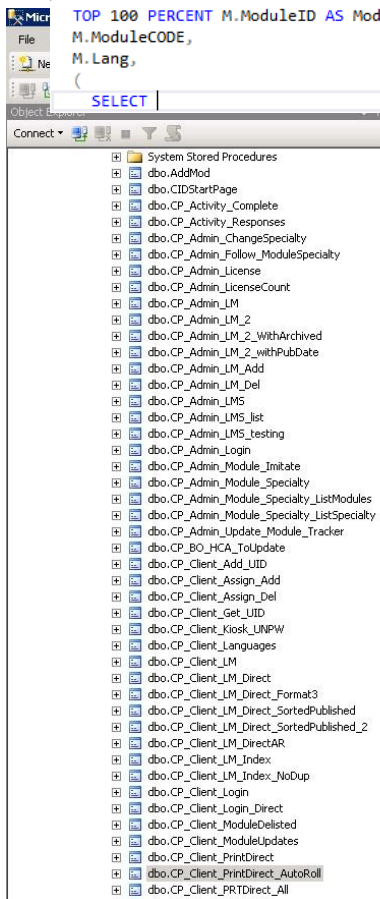 Micr
TOP 100 PERCENT M.ModuleID AS Mod
File
M.ModuleCODE,
Ne
M.Lang,
(
SELECT
Object Explorer
Connect
System Stored Procedures
dbo.AddMod
dbo.CIDStartPage
dbo.CP_Activity_Complete
dbo.CP_Activity_Responses
dbo.CP_Admin_ChangeSpecialty
dbo.CP_Admin_Follow_ModuleSpecialty
dbo.CP_Admin_License
dbo.CP_Admin_LicenseCount
dbo.CP_Admin_LM
dbo.CP_Admin_LM_2
dbo.CP_Admin_LM_2_WithArchived
dbo.CP_Admin_LM_2_withPubDate
dbo.CP_Admin_LM_Add
dbo.CP_Admin_LM_Del
dbo.CP_Admin_LMS
dbo.CP_Admin_LMS_list
dbo.CP_Admin_LMS_testing
dbo.CP_Admin_Login
dbo.CP_Admin_Module_Imitate
dbo.CP_Admin_Module_Specialty
dbo.CP_Admin_Module_Specialty_ListModules
dbo.CP_Admin_Module_Specialty_ListSpecialty
dbo.CP_Admin_Update_Module_Tracker
dbo.CP_BO_HCA_ToUpdate
dbo.CP_Client_Add_UID
dbo.CP_Client_Assign_Add
dbo.CP_Client_Assign_Del
dbo.CP_Client_Get_UID
dbo.CP_Client_Kiosk_UNPW
dbo.CP_Client_Languages
dbo.CP_Client_LM
dbo.CP_Client_LM_Direct
dbo.CP_Client_LM_Direct_Format3
dbo.CP_Client_LM_Direct_SortedPublished
dbo.CP_Client_LM_Direct_SortedPublished_2
dbo.CP_Client_LM_DirectAR
dbo.CP_Client_LM_Index
dbo.CP_Client_LM_Index_NoDup
dbo.CP_Client_Login
dbo.CP_Client_Login_Direct
dbo.CP_Client_ModuleDelisted
dbo.CP_Client_ModuleUpdates
dbo.CP_Client_PrintDirect
dbo.CP_Client_PrintDirect_AutoRoll
dbo.CP_Client_PRTDirect_All